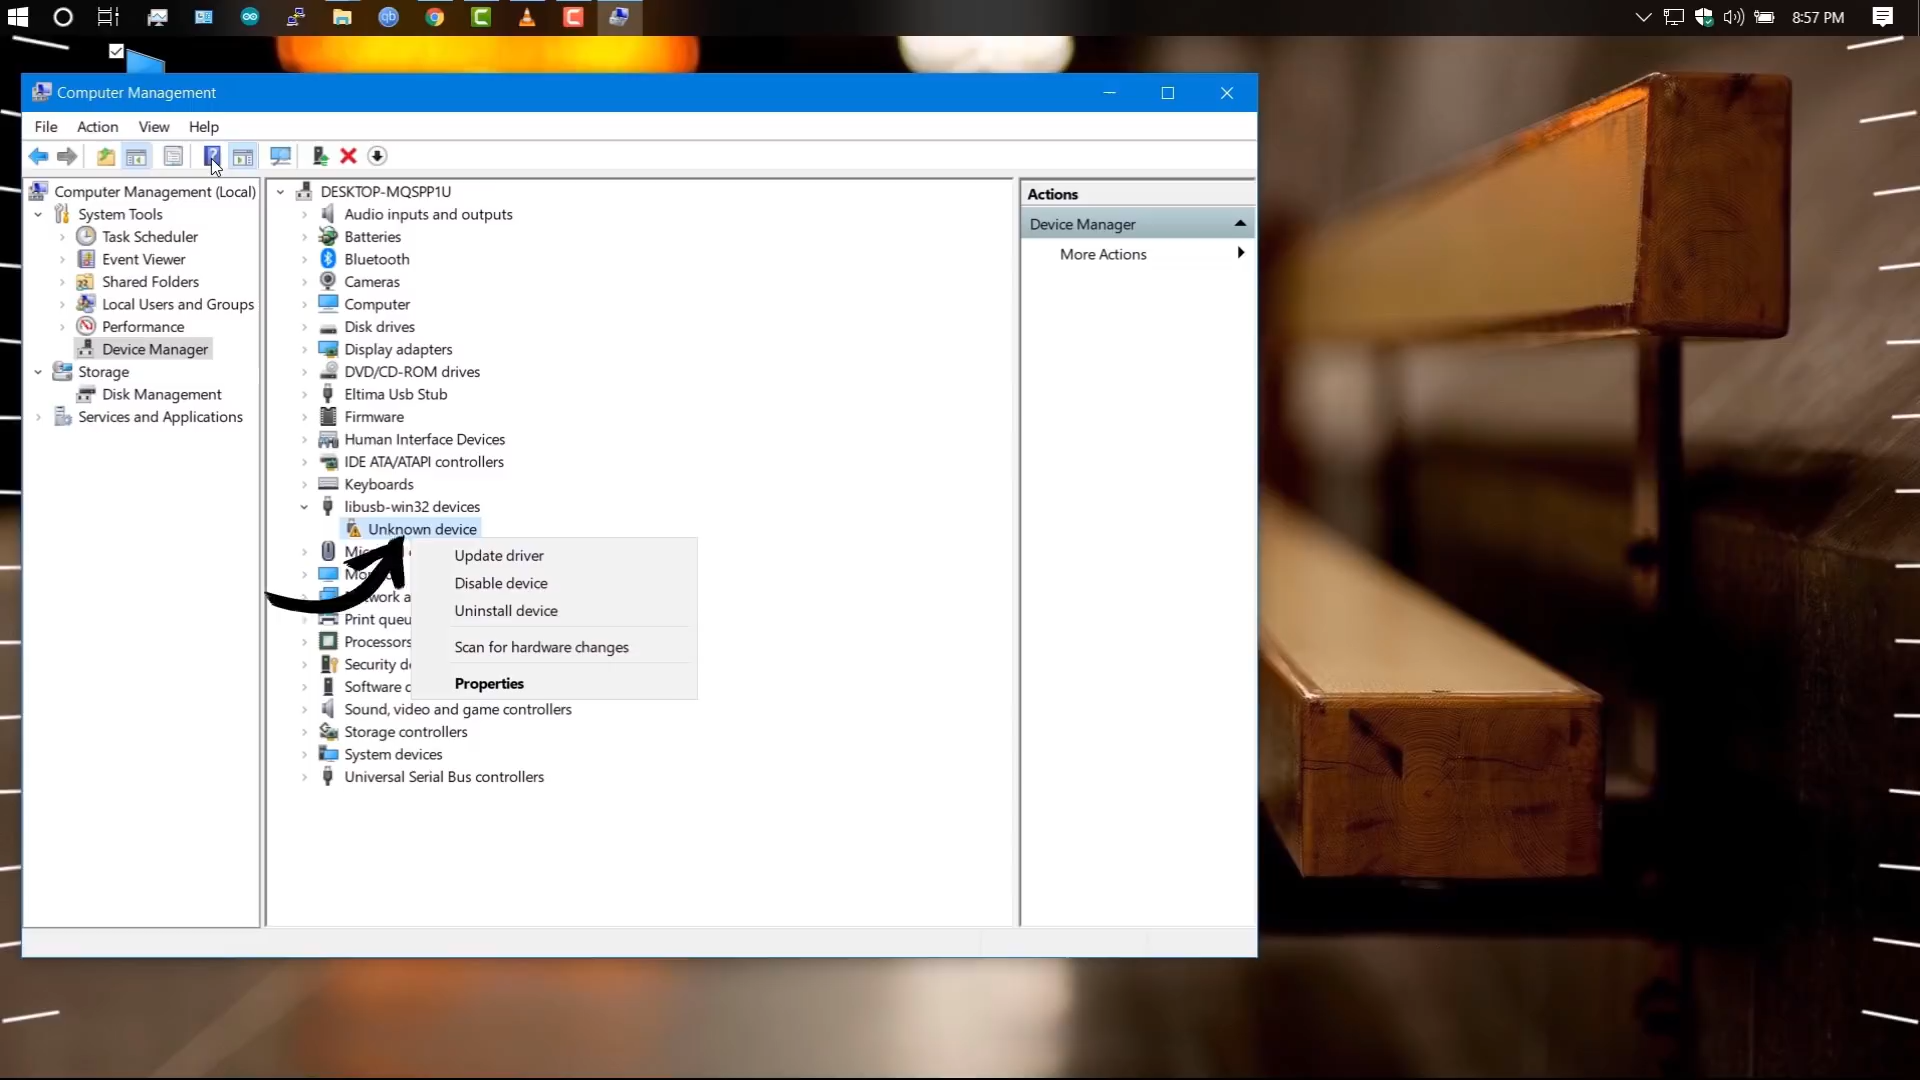 8:57 PM
Computer Management
File Action View Help
Computer Management (Local)
System Tools
Task Scheduler
Event Viewer
Shared Folders
Local Users and Groups
Performance
Device Manager
Storage
Disk Management
Services and Applications
DESKTOP-MQSPP1U
Audio inputs and outputs
Batteries
Bluetooth
Cameras
Computer
Disk drives
Display adapters
DVD/CD-ROM drives
Eltima Usb Stub
Firmware
Human Interface Devices
IDE ATA/ATAPI controllers
Keyboards
libusb-win32 devices
Unknown device
Print queu
Processors
Security de
Software c
Sound, video and game controllers
Storage controllers
System devices
Universal Serial Bus controllers
Update driver
Disable device
Uninstall device
Scan for hardware changes
Properties
Actions
Device Manager
More Actions